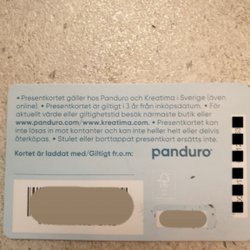 • Presentkortet gäller hos Panduro och Kreatima i Sverige (även
online). • Presentkortet är giltigt i 3 år från inköpsdatum. • För
aktuellt värde eller giltighetstid besök närmaste butik eller
www.panduro.com/www.kreatima.com. • Presentkortet kan
inte lösas in mot kontanter och kan inte heller helt eller delvis
återköpas. • Stulet eller borttappat presentkort ersätts inte.
Kortet är laddat med/Giltigt fr.o.m:
panduro